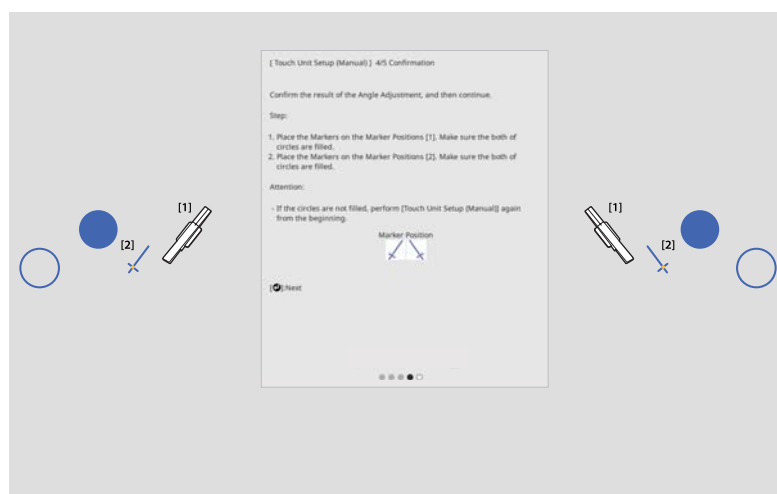 [ Touch Unit Setup (Manual) ] 4/5 Confirmation
Confirm the result of the Angle Adjustment, and then continue.
Step:
1. Place the Markers on the Marker Positions [1]. Make sure the both of
circles are filled.
2. Place the Markers on the Marker Positions [2]. Make sure the both of
circles are filled.
Attention:
- If the circles are not filled, perform [Touch Unit Setup (Manual)] again
from the beginning.
Marker Position
[ ]:Next
[1]
[2]
[1]
[2]